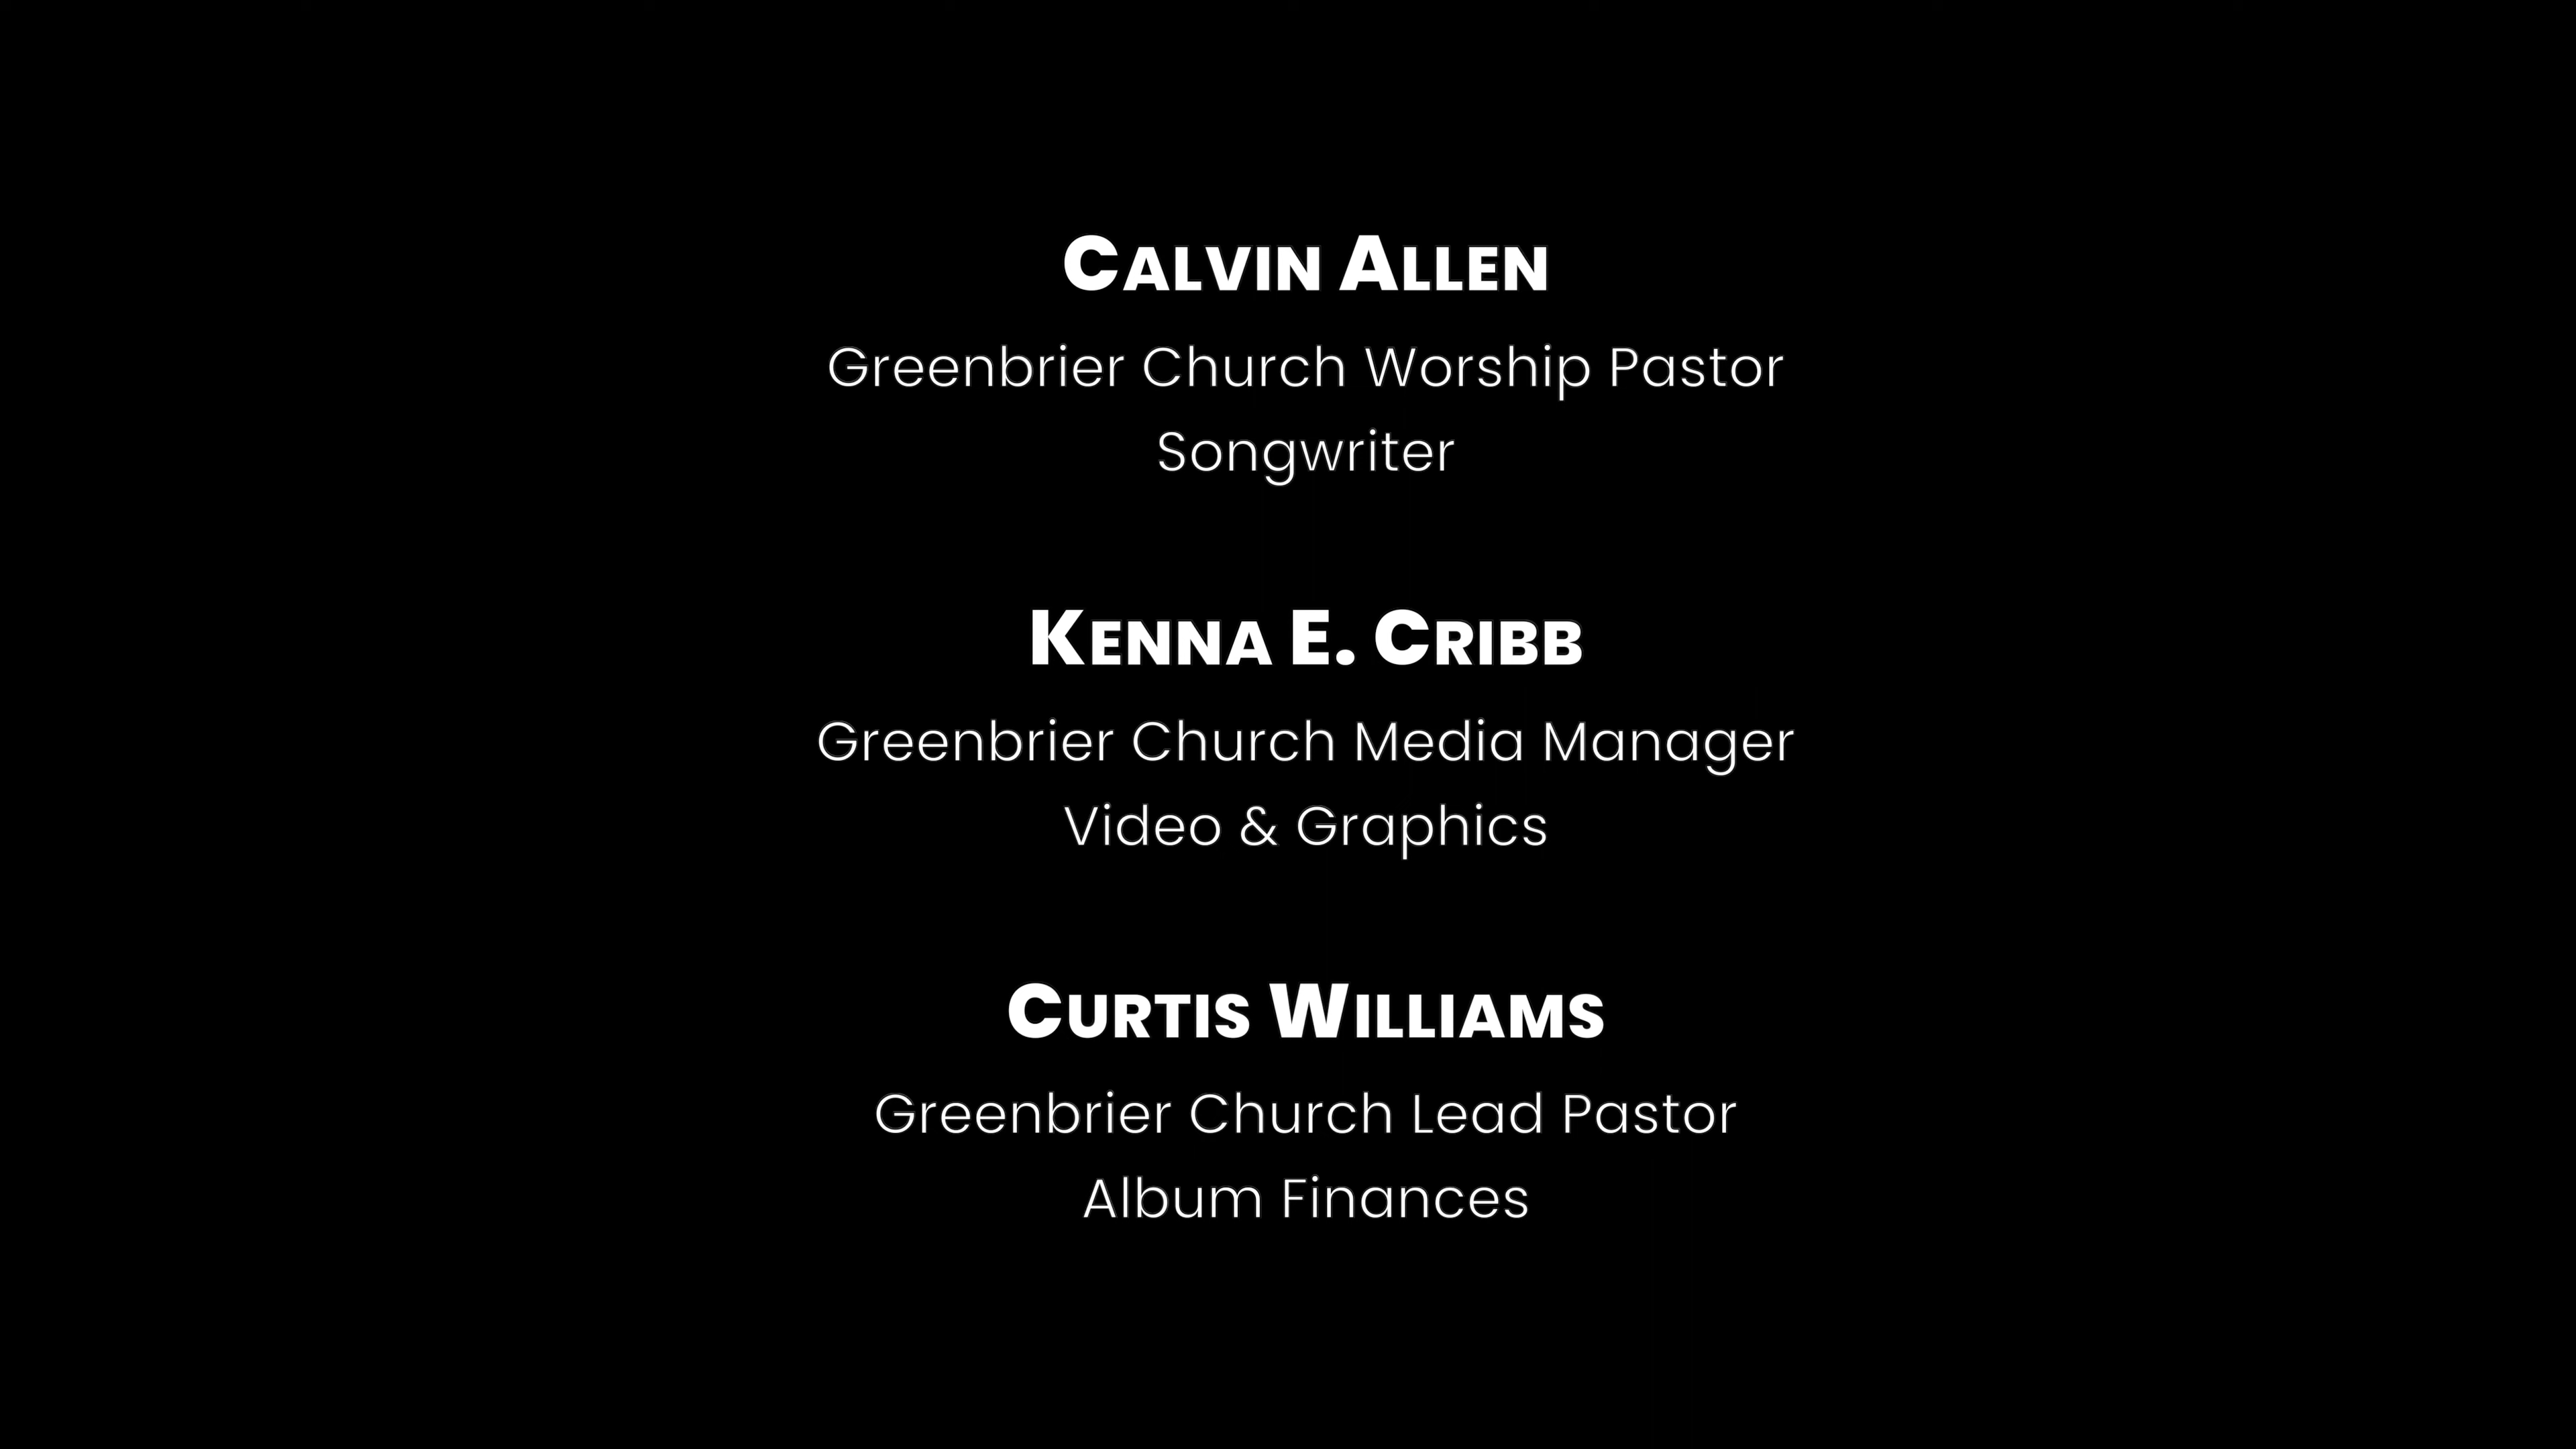 Calvin Allen
Greenbrier Church Worship Pastor
Songwriter
Kenna E. Cribb
Greenbrier Church Media Manager
Video & Graphics
Curtis Williams
Greenbrier Church Lead Pastor
Album Finances